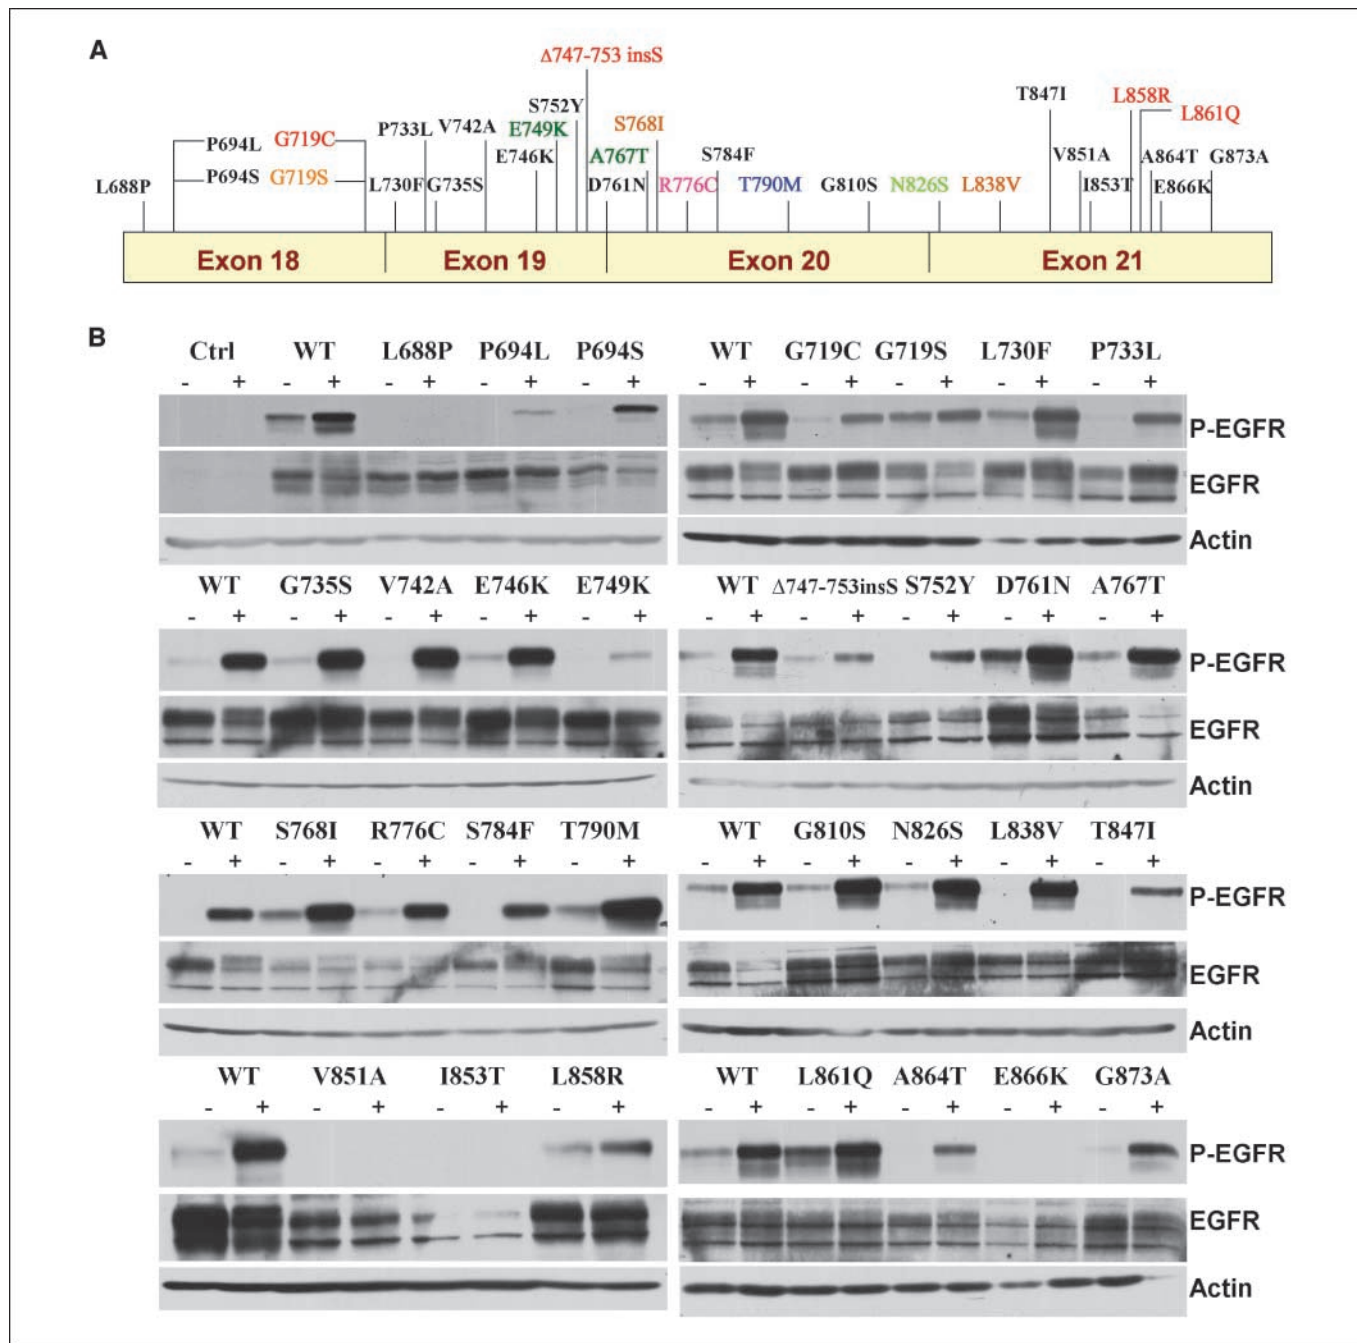 A
Δ747-753 insS
S752Y
T847I
L858R
L861Q
P733L V742A E749K S768I
P694L G719C
E746K A767T S784F
V851A A864T G873A
L688P P694S G719S L730F G735S D761N R776C T790M G810S N826S L838V I853T E866K
Exon 18 Exon 19 Exon 20 Exon 21
B
Ctrl WT L688P P694L P694S
- + - + - + - + - +
WT G719C G719S L730F P733L
- + - + - + - + - +
P-EGFR
EGFR
Actin
WT G735S V742A E746K E749K
- + - + - + - + - +
WT Δ747-753insS S752Y D761N A767T
- + - + - + - + - +
P-EGFR
EGFR
Actin
WT S768I R776C S784F T790M
- + - + - + - + - +
WT G810S N826S L838V T847I
- + - + - + - + - +
P-EGFR
EGFR
Actin
WT V851A I853T L858R
- + - + - + - +
WT L861Q A864T E866K G873A
- + - + - + - + - +
P-EGFR
EGFR
Actin